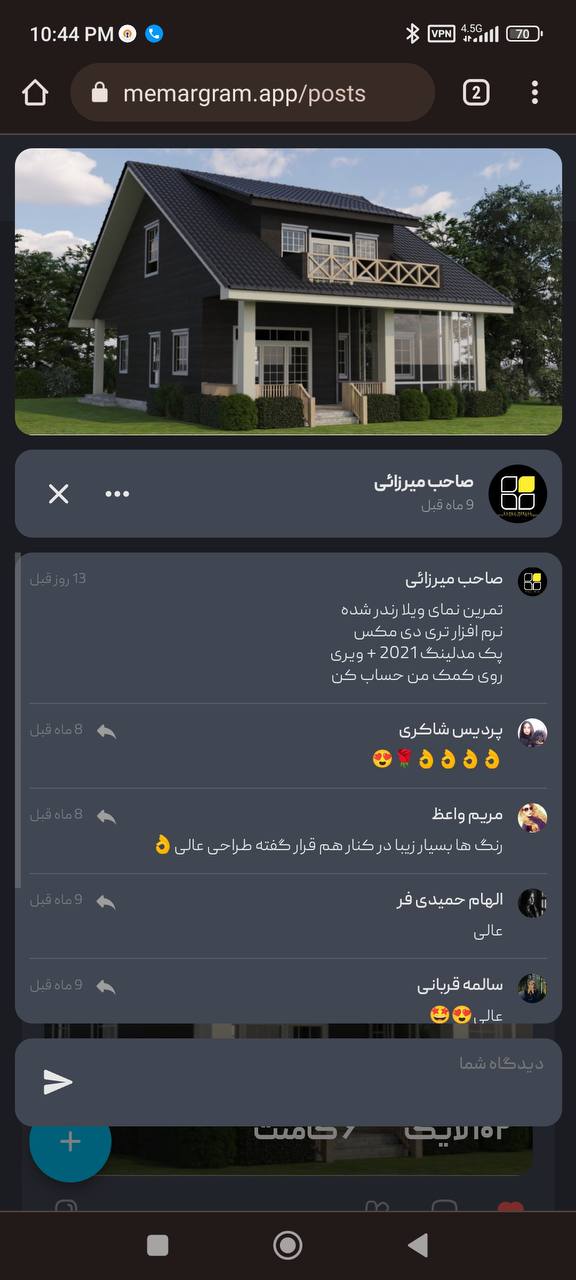 10:44 PM
VPN
4.5G
70
memargram.app/posts
2
صاحب میرزائی
9 ماه قبل
صاحب میرزائی
13 روز قبل
تمرین نمای ویلا رندر شده
نرم افزار تری دی مکس
پک مدلینگ 2021 + ویری
روی کمک من حساب کن
پردیس شاکری
8 ماه قبل
👌👌👌👌🌹😍
مریم واعظ
8 ماه قبل
رنگ ها بسیار زیبا در کنار هم قرار گفته طراحی عالی👌
الهام حمیدی فر
9 ماه قبل
عالی
سالمه قربانی
9 ماه قبل
عالی😍🤩
دیدگاه شما
۱۰۲ لایک
۶ کامنت